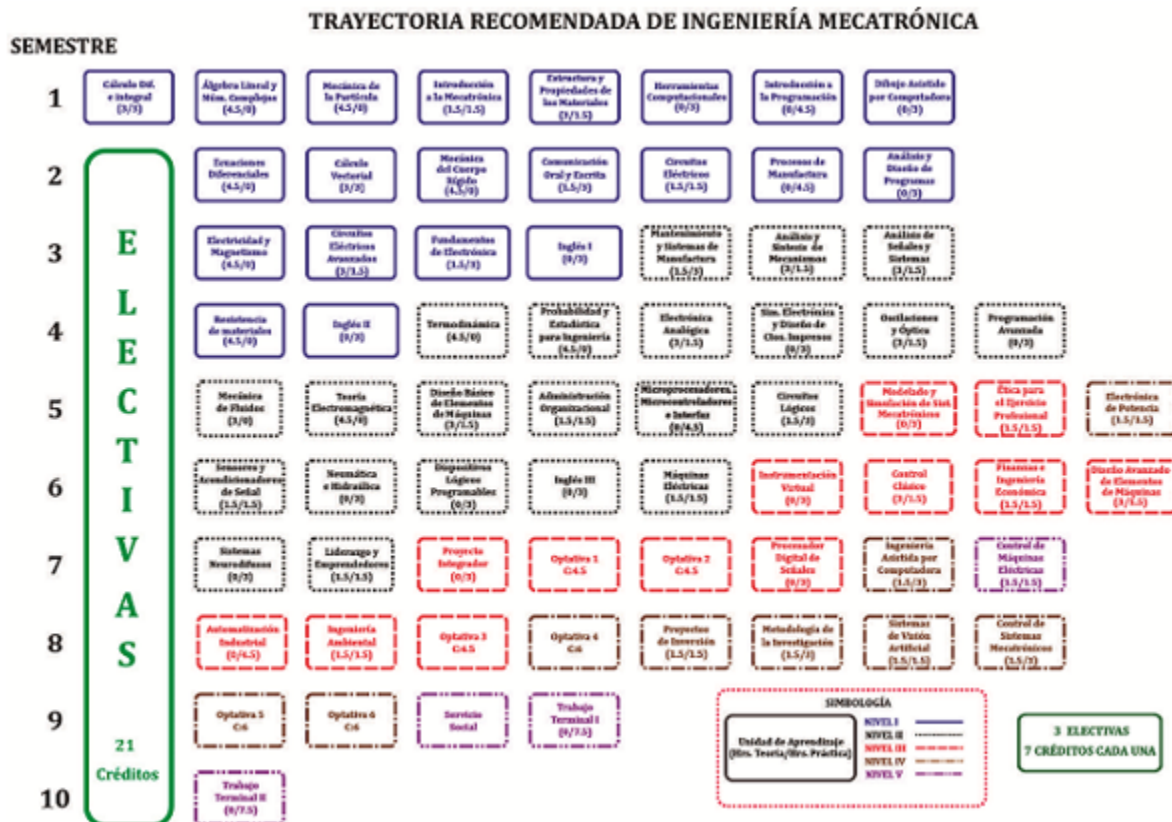 TRAYECTORIA RECOMENDADA DE INGENIERÍA MECATRÓNICA
SEMESTRE
1
Cálculo Dif.
e integral
(3/3)
Álgebra Lineal y
Núm. Complejos
(4.5/0)
Mecánica de
la Partícula
(4.5/0)
Introducción
a la Mecatrónica
(1.5/1.5)
Estructura y
Propiedades de
los Materiales
(3/1.5)
Herramientas
Computacionales
(0/3)
Introducción a
la Programación
(0/4.5)
Dibujo Asistido
por Computadora
(0/3)
2
Ecuaciones
Diferenciales
(4.5/0)
Cálculo
Vectorial
(3/3)
Mecánica
del Cuerpo
Rígido
(4.5/0)
Comunicación
Oral y Escrita
(1.5/3)
Circuitos
Eléctricos
(1.5/1.5)
Procesos de
Manufactura
(0/4.5)
Análisis y
Diseño de
Programas
(0/3)
3
Electricidad y
Magnetismo
(4.5/0)
Circuitos
Eléctricos
Avanzados
(3/1.5)
Fundamentos
de Electrónica
(1.5/3)
Inglés I
(0/3)
Mantenimiento
y Sistemas de
Manufactura
(1.5/3)
Análisis y
Síntesis de
Mecanismos
(3/1.5)
Análisis de
Señales y
Sistemas
(3/1.5)
4
Resistencia
de materiales
(4.5/0)
Inglés II
(0/3)
Termodinámica
(4.5/0)
Probabilidad y
Estadística
para Ingeniería
(4.5/0)
Electrónica
Analógica
(3/1.5)
Sim. Electrónica
y Diseño de
Ctos. Impresos
(0/3)
Oscilaciones
y Óptica
(3/1.5)
Programación
Avanzada
(0/3)
5
Mecánica
de Fluidos
(3/0)
Teoría
Electromagnética
(4.5/0)
Diseño Básico
de Elementos
de Máquinas
(3/1.5)
Administración
Organizacional
(1.5/1.5)
Microprocesadores,
Microcontroladores
e Interfaz
(0/4.5)
Circuitos
Lógicos
(1.5/3)
Modelado y
Simulación de Sist.
Mecatrónicos
(0/3)
Ética para
el Ejercicio
Profesional
(1.5/1.5)
Electrónica
de Potencia
(1.5/1.5)
6
Sensores y
Acondicionadores
de Señal
(1.5/1.5)
Neumática
e Hidráulica
(0/3)
Dispositivos
Lógicos
Programables
(0/3)
Inglés III
(0/3)
Máquinas
Eléctricas
(1.5/1.5)
Instrumentación
Virtual
(0/3)
Control
Clásico
(3/1.5)
Finanzas e
Ingeniería
Económica
(1.5/1.5)
Diseño Avanzado
de Elementos
de Máquinas
(3/1.5)
7
Sistemas
Neurodifusos
(0/3)
Liderazgo y
Emprendedores
(1.5/1.5)
Proyecto
Integrador
(0/3)
Optativa 1
C:4.5
Optativa 2
C:4.5
Procesador
Digital de
Señales
(0/3)
Ingeniería
Asistida por
Computadora
(1.5/3)
Control de
Máquinas
Eléctricas
(1.5/1.5)
8
Automatización
Industrial
(0/4.5)
Ingeniería
Ambiental
(1.5/1.5)
Optativa 3
C:4.5
Optativa 4
C:6
Proyectos
de Inversión
(1.5/1.5)
Metodología de
la Investigación
(1.5/3)
Sistemas
de Visión
Artificial
(1.5/1.5)
Control de
Sistemas
Mecatrónicos
(1.5/3)
9
Optativa 5
C:6
Optativa 6
C:6
Servicio
Social
Trabajo
Terminal I
(0/7.5)
10
Trabajo
Terminal II
(0/7.5)
ELECTIVAS
21
Créditos
SIMBOLOGÍA
Unidad de Aprendizaje
(Hrs. Teoría/Hrs. Práctica)
NIVEL I
NIVEL II
NIVEL III
NIVEL IV
NIVEL V
3 ELECTIVAS
7 CRÉDITOS CADA UNA